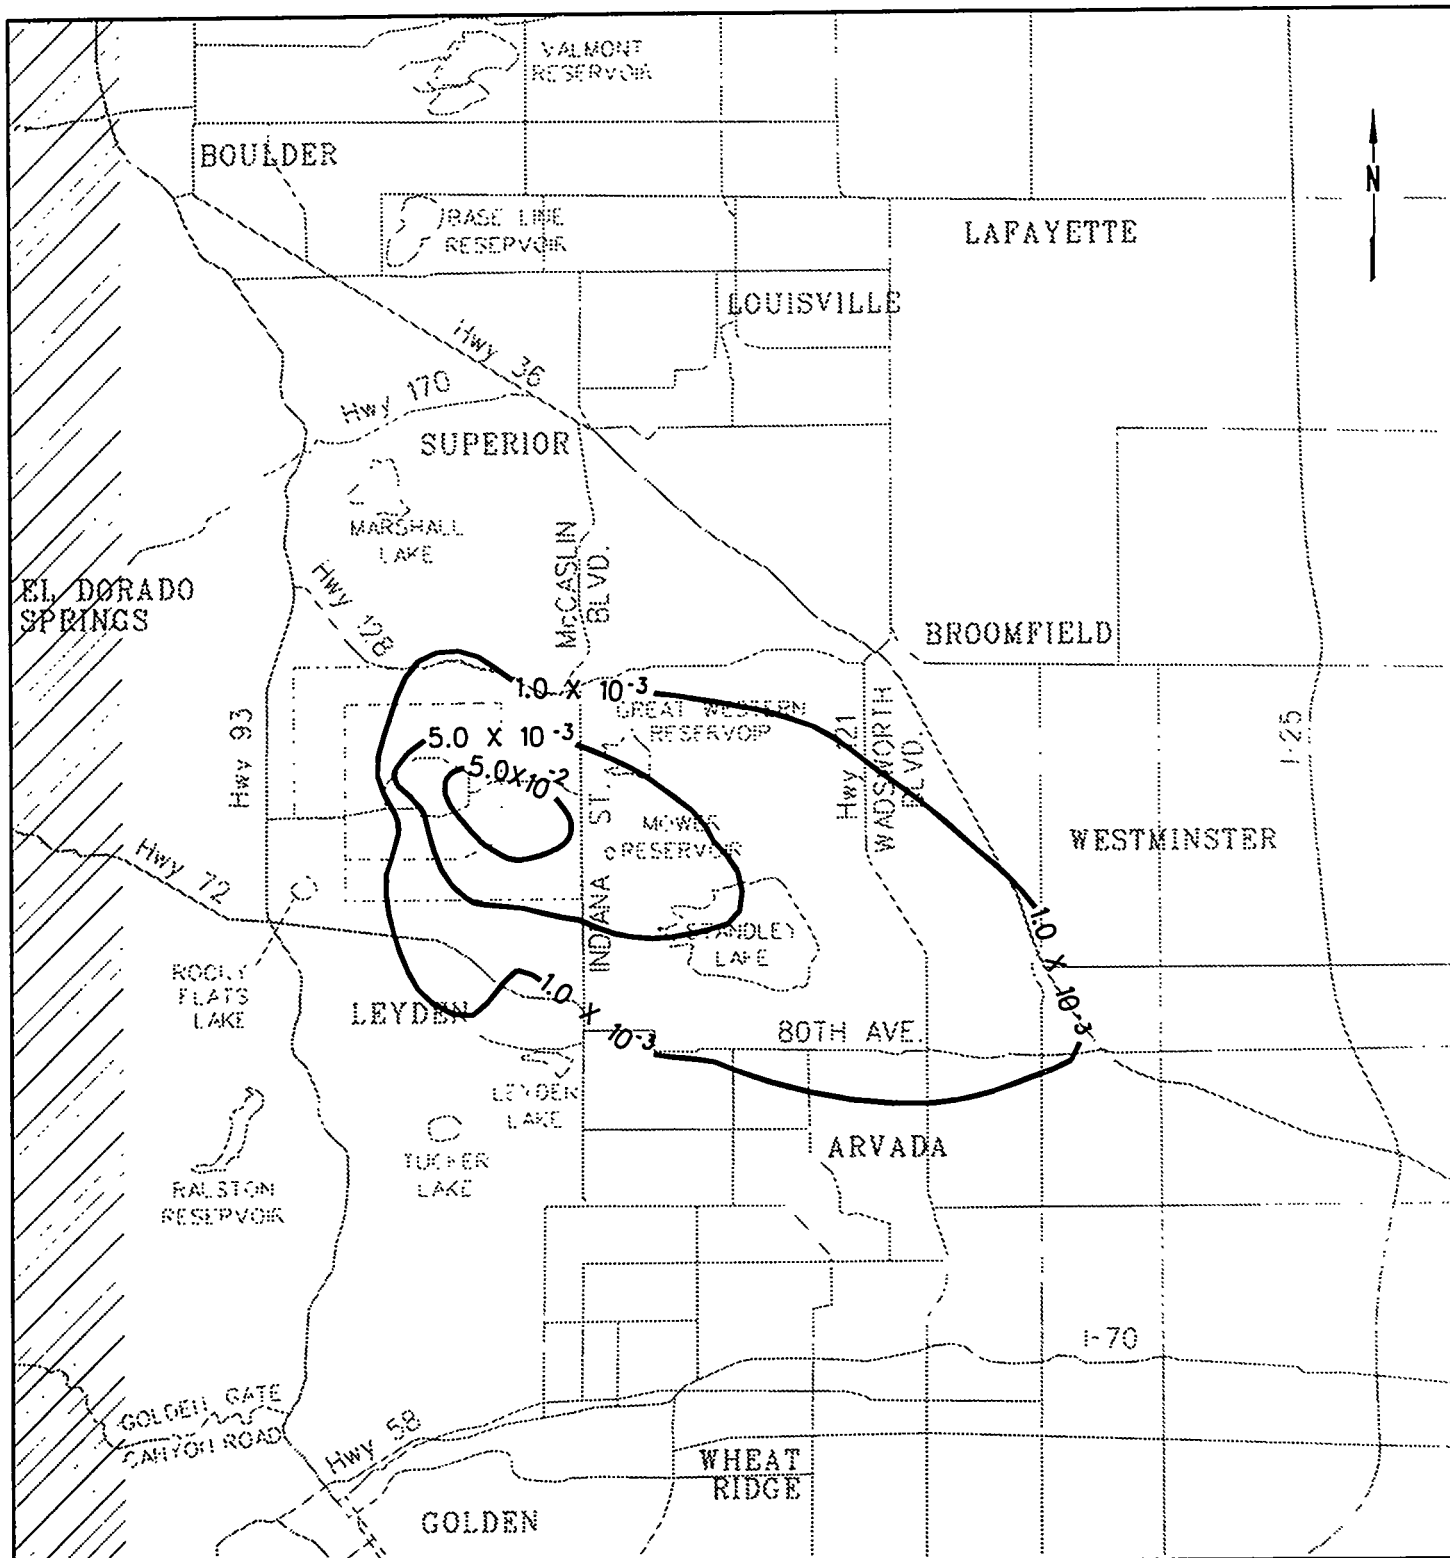 VALMONT
RESERVOIR
BOULDER
N
BASE LINE
RESERVOIR
LAFAYETTE
LOUISVILLE
Hwy 36
Hwy 170
SUPERIOR
MARSHALL
LAKE
McCASLIN
BLVD.
EL DORADO
SPRINGS
Hwy 128
BROOMFIELD
1.0 X 10-3
GREAT WESTERN
RESERVOIR
Hwy 93
5.0 X 10-3
5.0X10-2
Hwy 121
WADSWORTH
BLVD.
I-25
INDIANA ST.
MOWER
RESERVOIR
WESTMINSTER
Hwy 72
STANDLEY
LAKE
1.0 X 10-3
ROCKY
FLATS
LAKE
LEYDEN
1.0 X 10-3
80TH AVE.
LEYDEN
LAKE
ARVADA
TUCKER
LAKE
RALSTON
RESERVOIR
I-70
GOLDEN GATE
CANYON ROAD
Hwy 58
WHEAT
RIDGE
GOLDEN